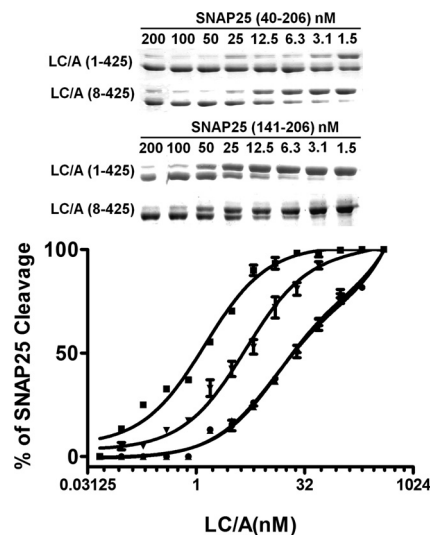 SNAP25 (40-206) nM
200 100 50 25 12.5 6.3 3.1 1.5
LC/A (1-425)
LC/A (8-425)
SNAP25 (141-206) nM
200 100 50 25 12.5 6.3 3.1 1.5
LC/A (1-425)
LC/A (8-425)
% of SNAP25 Cleavage
100
50
0
0.03125 1 32 1024
LC/A(nM)